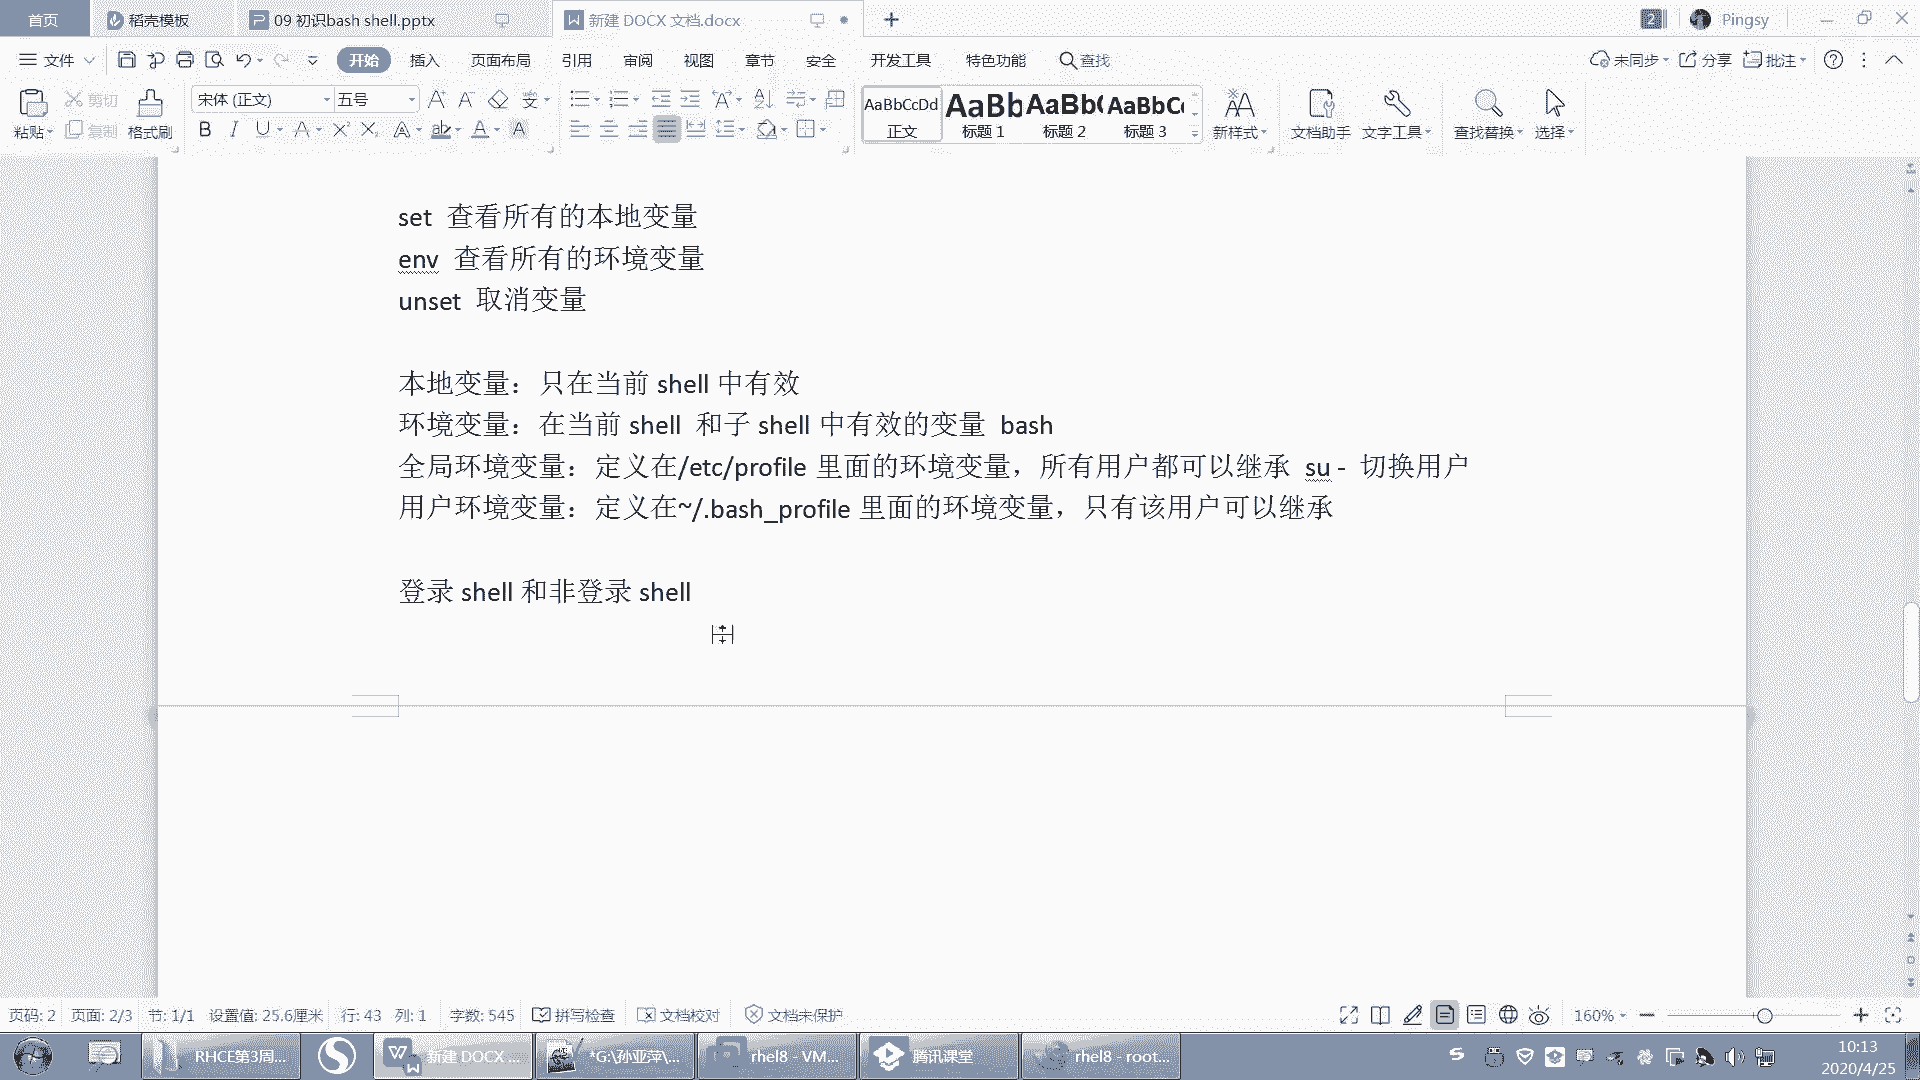 首页 稻壳模板 09 初识bash shell.pptx 新建 DOCX 文档.docx 2 Pingsy
文件 开始 插入 页面布局 引用 审阅 视图 章节 安全 开发工具 特色功能 查找 未同步 分享 批注
粘贴 剪切 复制 格式刷 宋体 (正文) 五号
AaBbCcDd AaBb AaBb( AaBbC
正文 标题 1 标题 2 标题 3 新样式 文档助手 文字工具 查找替换 选择
set 查看所有的本地变量
env 查看所有的环境变量
unset 取消变量
本地变量：只在当前 shell 中有效
环境变量：在当前 shell 和子 shell 中有效的变量 bash
全局环境变量：定义在/etc/profile 里面的环境变量，所有用户都可以继承 su - 切换用户
用户环境变量：定义在~/.bash_profile 里面的环境变量，只有该用户可以继承
登录 shell 和非登录 shell
页码: 2 页面: 2/3 节: 1/1 设置值: 25.6厘米 行: 43 列: 1 字数: 545 拼写检查 文档校对 文档未保护 160%
RHCE第3周... 新建 DOCX ... *G:\孙亚萍\... rhel8 - VM... 腾讯课堂 rhel8 - root... 10:13
2020/4/25